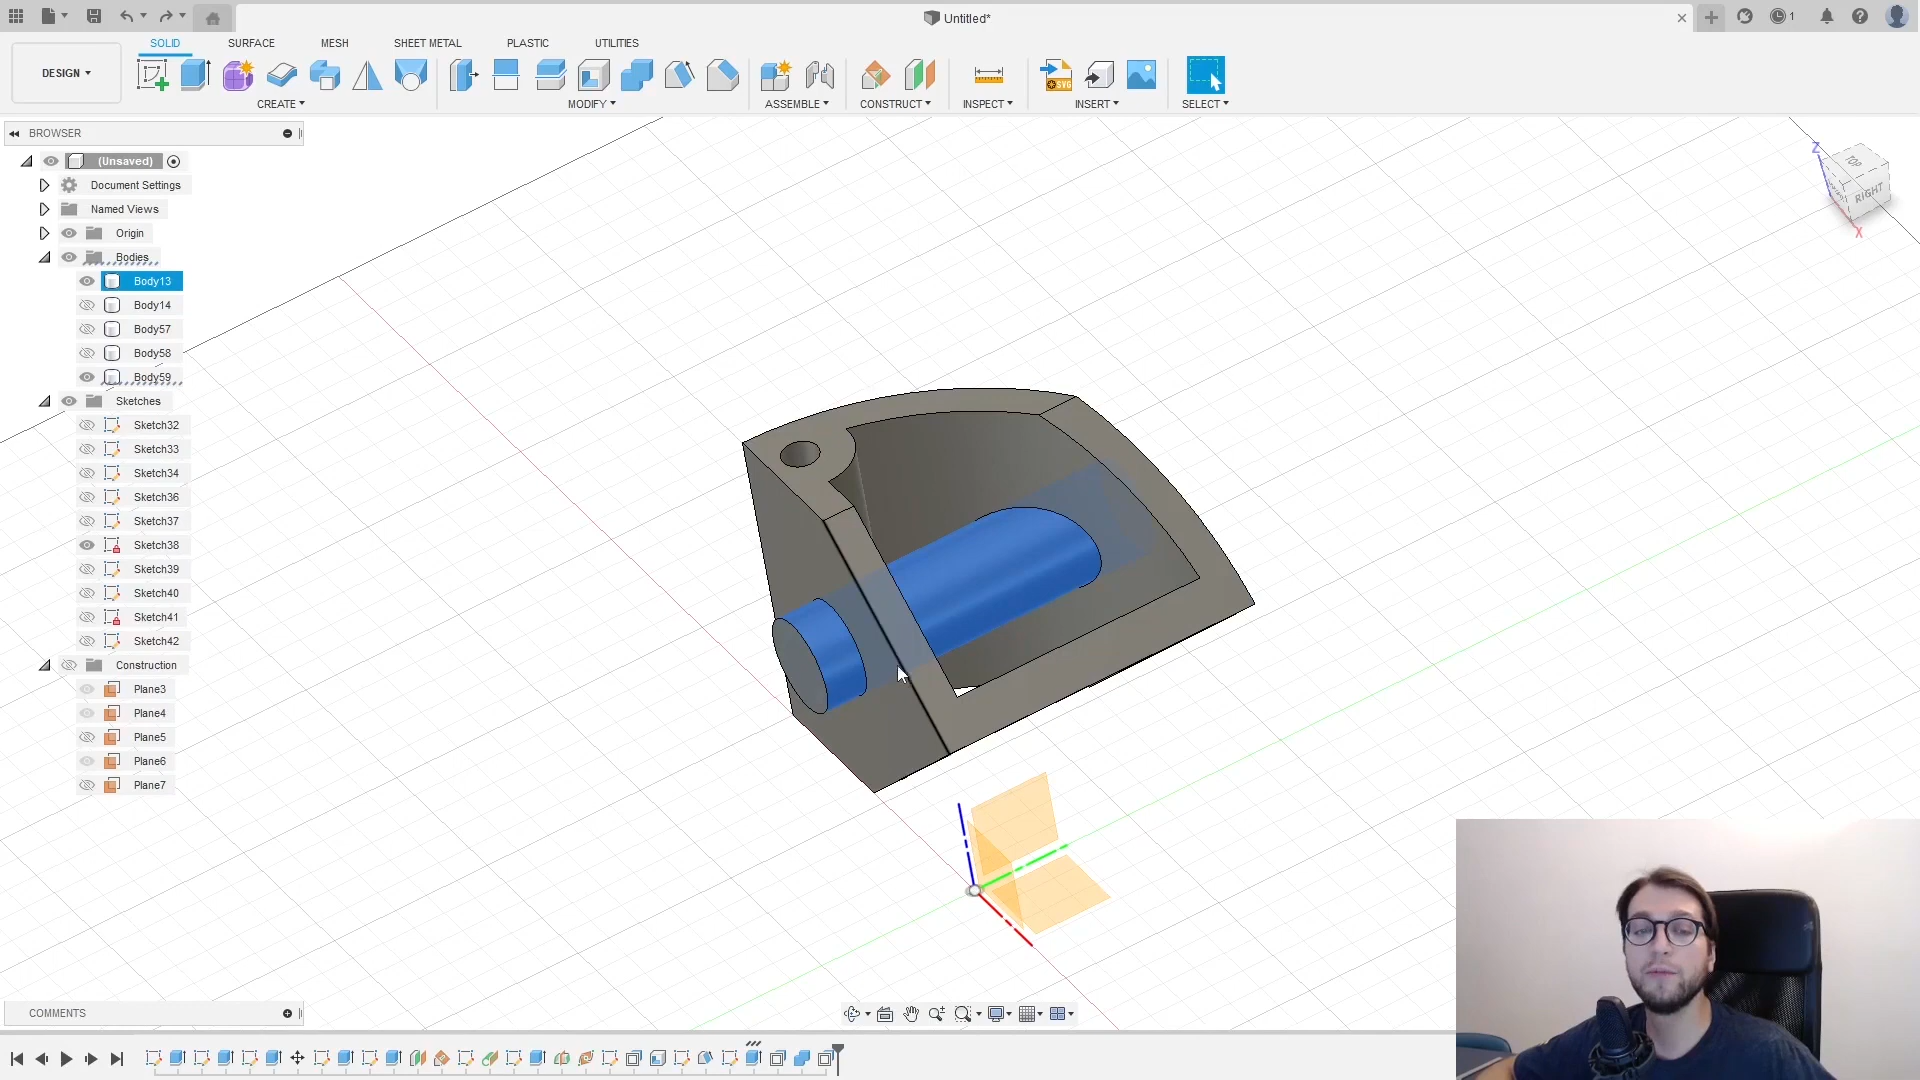 Untitled*
1
SOLID
SURFACE
MESH
SHEET METAL
PLASTIC
UTILITIES
DESIGN
CREATE
MODIFY
ASSEMBLE
CONSTRUCT
INSPECT
INSERT
SELECT
BROWSER
(Unsaved)
Document Settings
Named Views
Origin
Bodies
Body13
Body14
Body57
Body58
Body59
Sketches
Sketch32
Sketch33
Sketch34
Sketch36
Sketch37
Sketch38
Sketch39
Sketch40
Sketch41
Sketch42
Construction
Plane3
Plane4
Plane5
Plane6
Plane7
Z
TOP
RIGHT
X
COMMENTS